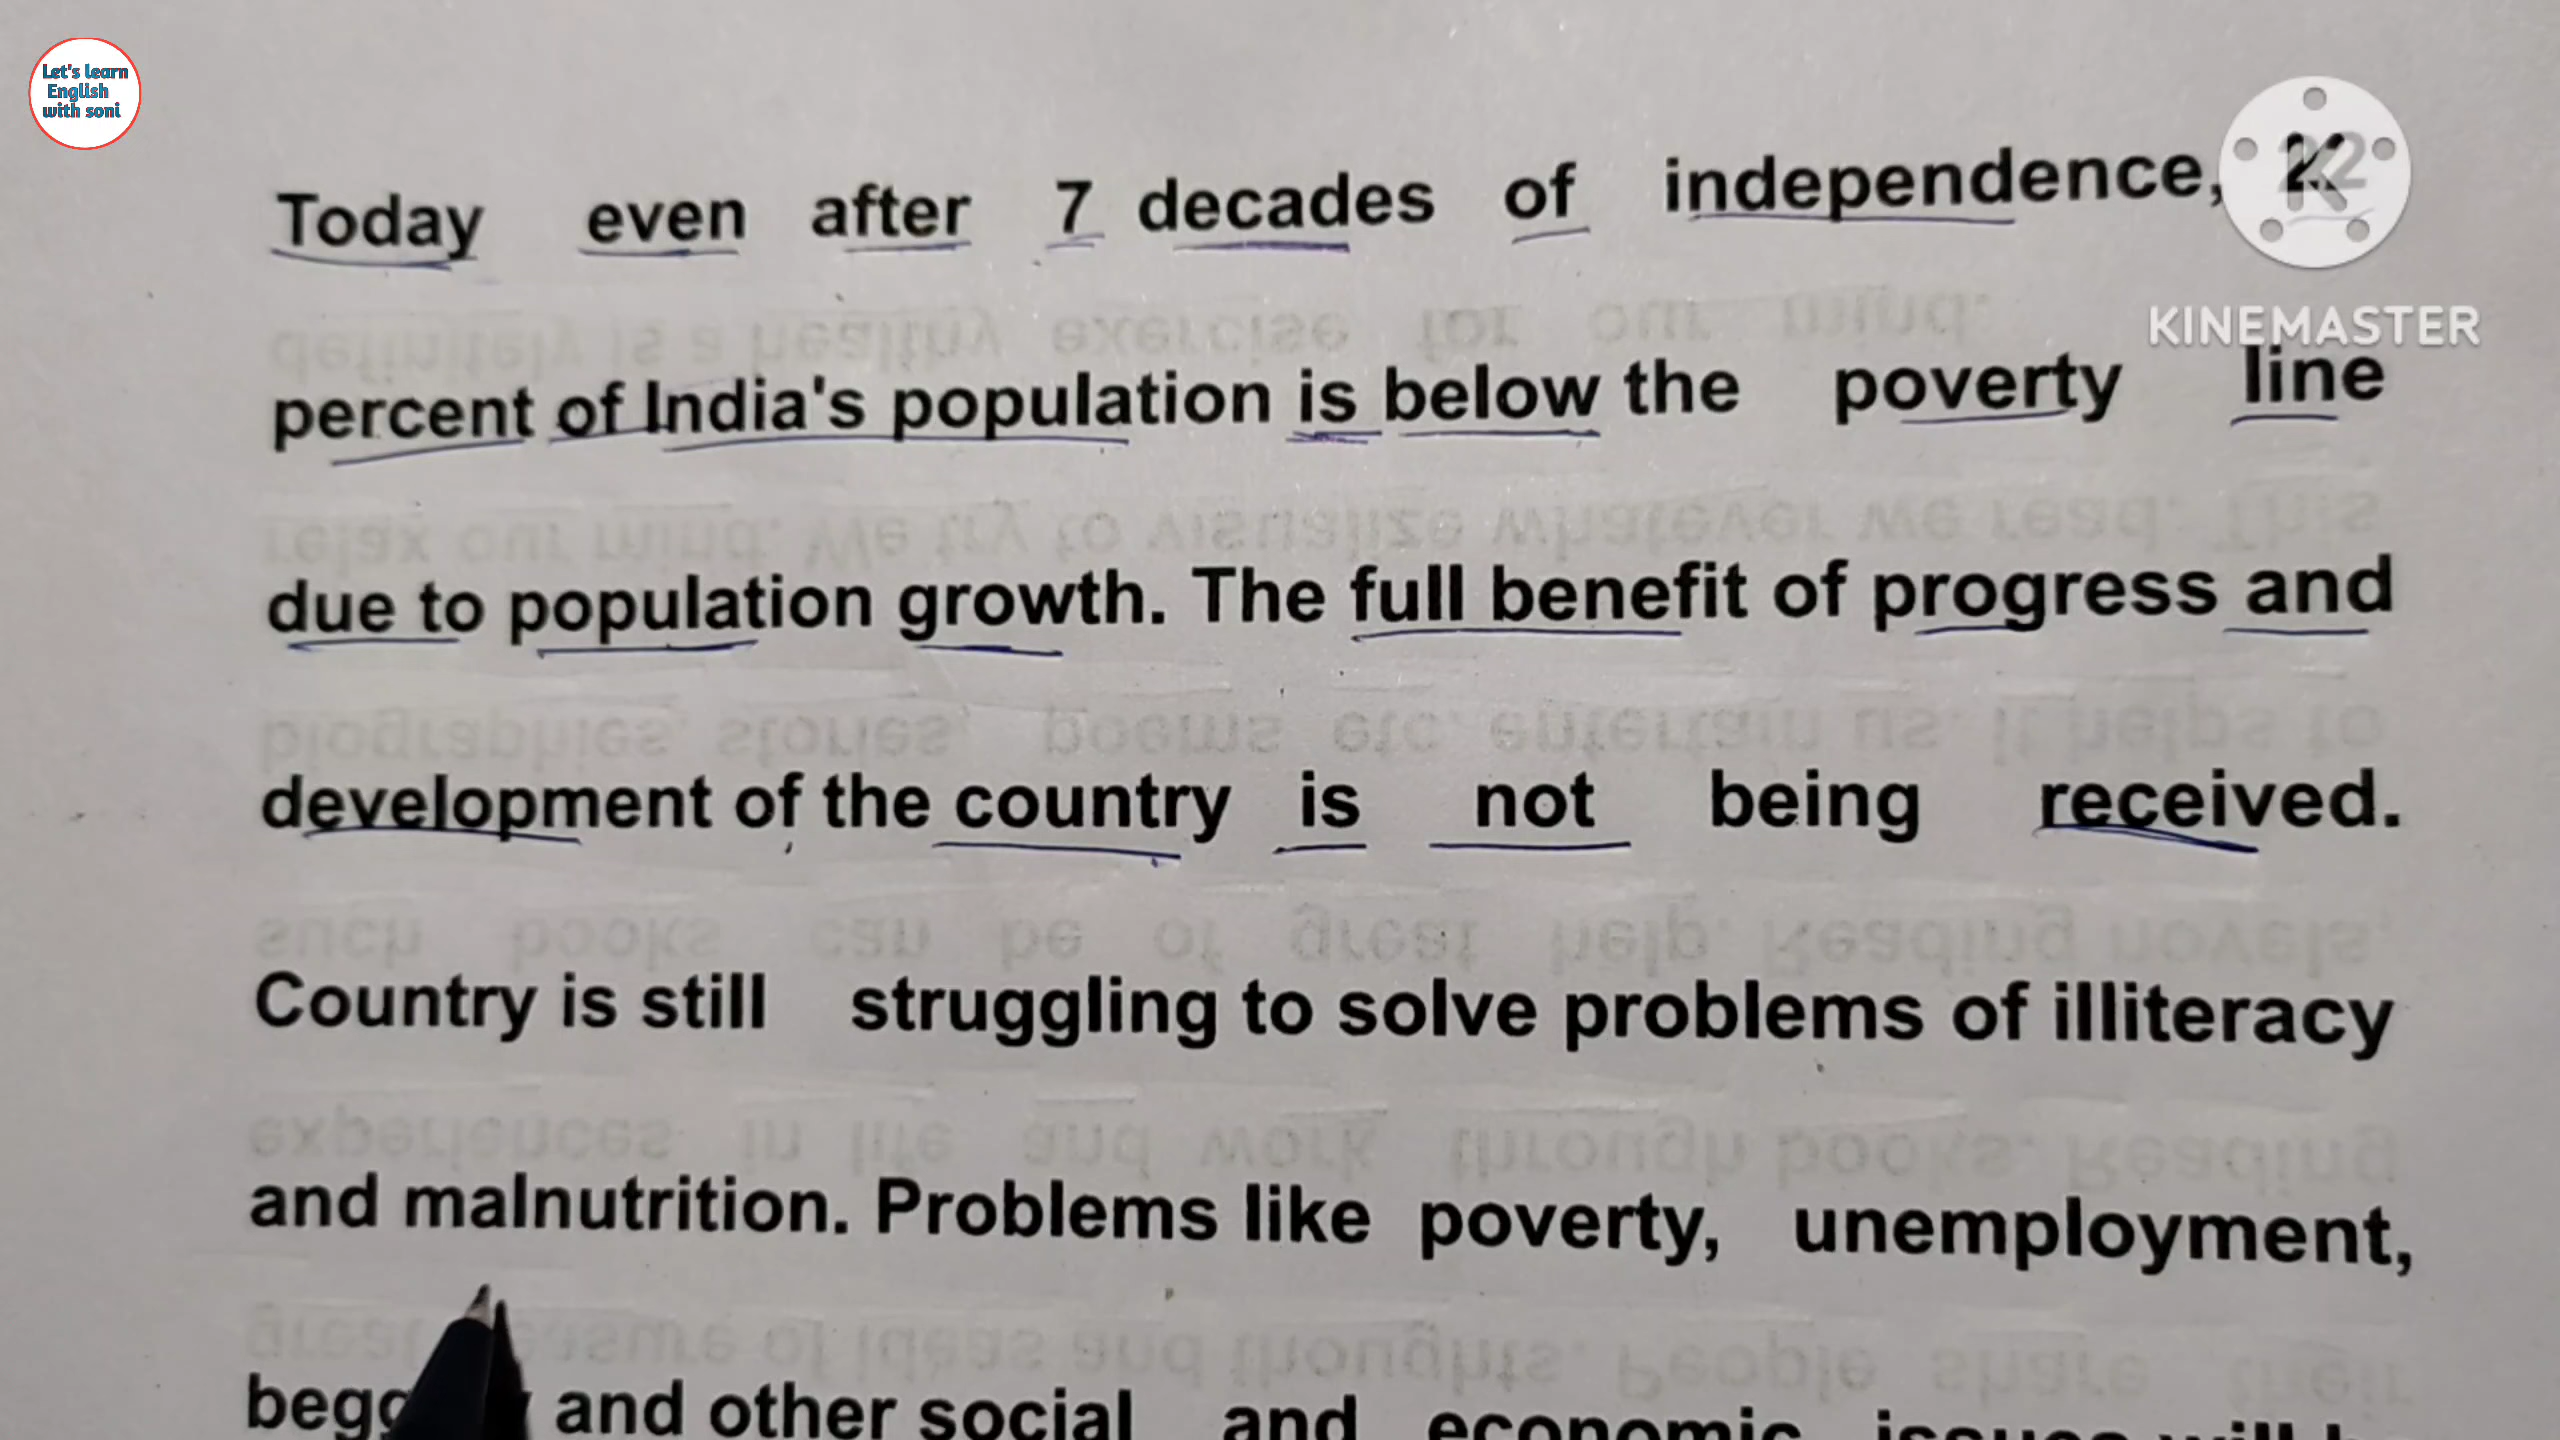 Let's learn
English
with soni
Today even after 7 decades of independence, 22
KINEMASTER
percent of India's population is below the poverty line
due to population growth. The full benefit of progress and
development of the country is not being received.
Country is still struggling to solve problems of illiteracy
and malnutrition. Problems like poverty, unemployment,
and other social and economic issues will